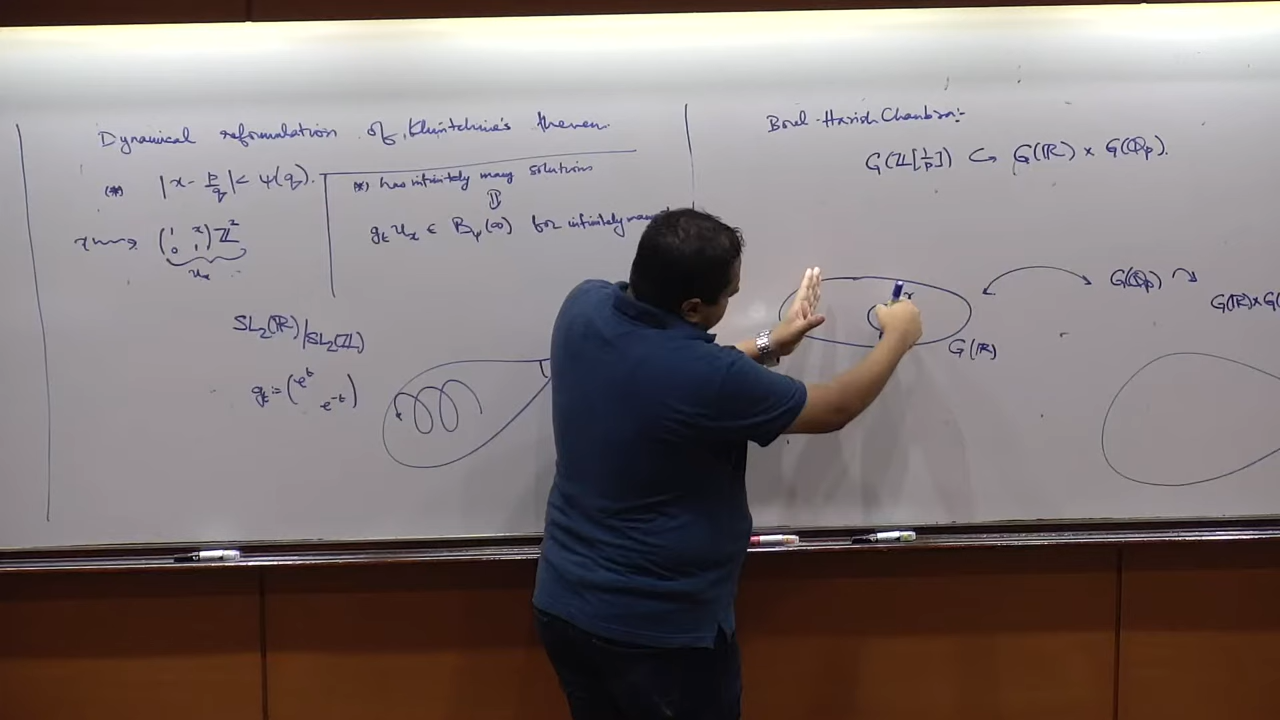 Dynamical reformulation of Khintchine's theorem.
(*) |x - p/q| < ψ(q).
(*) has infinitely many solutions
⇕
g_t u_x ∈ B_ψ(∞) for infinitely many
x ⇝ (1 x; 0 1) ℤ²
u_x
SL₂(ℝ)/SL₂(ℤ)
g_t := (e^t e^{-t})
Borel-Harish Chandra:-
G(ℤ[1/p]) ↪ G(ℝ) × G(ℚ_p).
x
G(ℝ)
G(ℚ_p)
G(ℝ) × G(